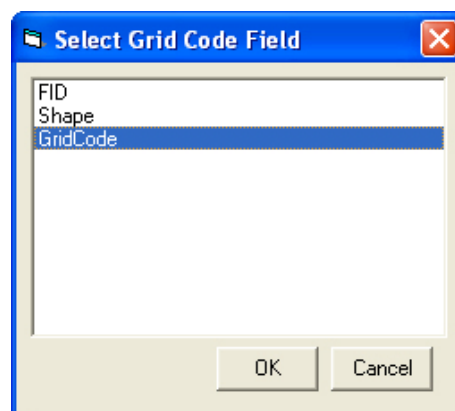 Select Grid Code Field
FID
Shape
GridCode
OK Cancel